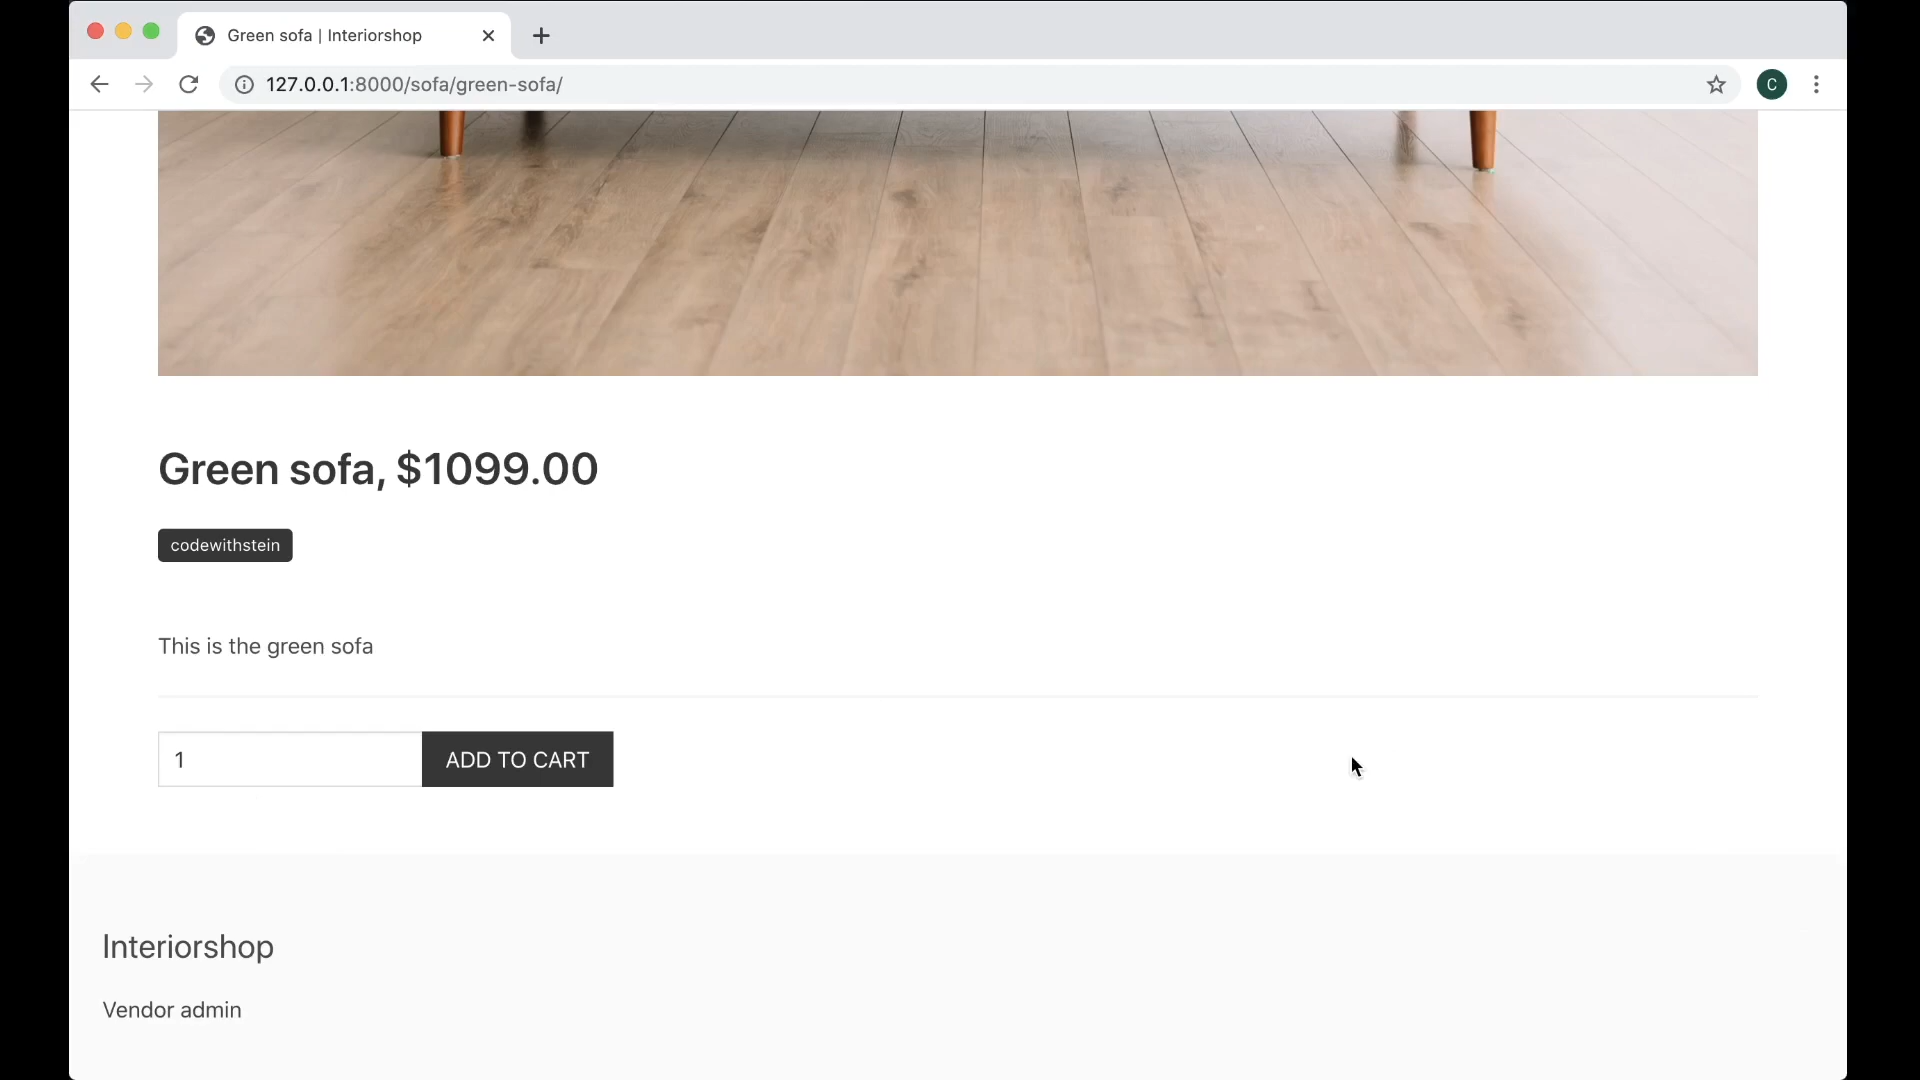 Green sofa | Interiorshop
127.0.0.1:8000/sofa/green-sofa/
C
Green sofa, $1099.00
codewithstein
This is the green sofa
1 ADD TO CART
Interiorshop
Vendor admin